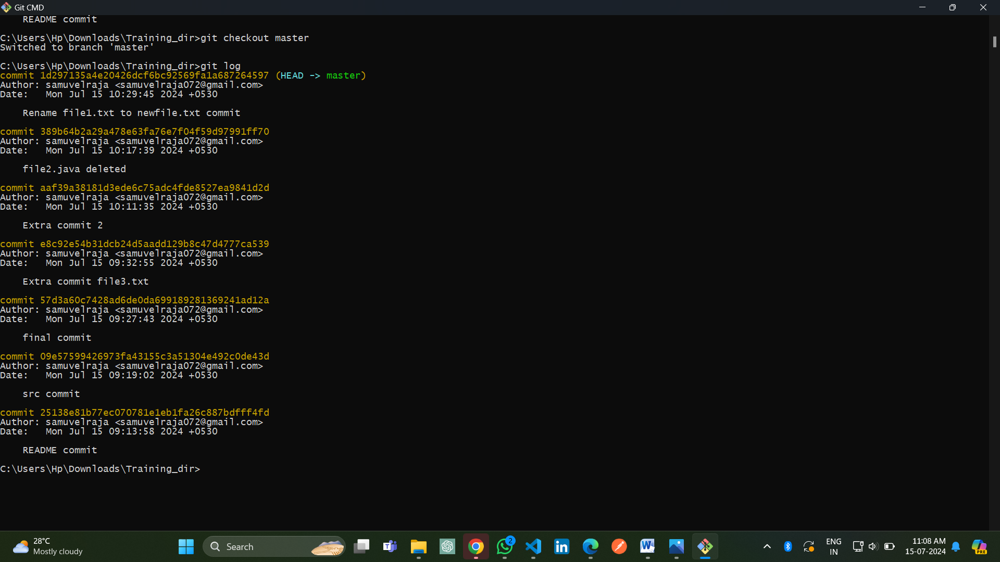 Git CMD
README commit
C:\Users\Hp\Downloads\Training_dir>git checkout master
Switched to branch 'master'
C:\Users\Hp\Downloads\Training_dir>git log
commit 1d297135a4e20426dcf6bc92569fa1a687264597 (HEAD -> master)
Author: samuvelraja <samuvelraja072@gmail.com>
Date:   Mon Jul 15 10:29:45 2024 +0530
Rename file1.txt to newfile.txt commit
commit 389b64b2a29a478e63fa76e7f04f59d97991ff70
Author: samuvelraja <samuvelraja072@gmail.com>
Date:   Mon Jul 15 10:17:39 2024 +0530
file2.java deleted
commit aaf39a38181d3ede6c75adc4fde8527ea9841d2d
Author: samuvelraja <samuvelraja072@gmail.com>
Date:   Mon Jul 15 10:11:35 2024 +0530
Extra commit 2
commit e8c92e54b31dcb24d5aadd129b8c47d4777ca539
Author: samuvelraja <samuvelraja072@gmail.com>
Date:   Mon Jul 15 09:32:55 2024 +0530
Extra commit file3.txt
commit 57d3a60c7428ad6de0da699189281369241ad12a
Author: samuvelraja <samuvelraja072@gmail.com>
Date:   Mon Jul 15 09:27:43 2024 +0530
final commit
commit 09e57599426973fa43155c3a51304e492c0de43d
Author: samuvelraja <samuvelraja072@gmail.com>
Date:   Mon Jul 15 09:19:02 2024 +0530
src commit
commit 25138e81b77ec070781e1eb1fa26c887bdfff4fd
Author: samuvelraja <samuvelraja072@gmail.com>
Date:   Mon Jul 15 09:13:58 2024 +0530
README commit
C:\Users\Hp\Downloads\Training_dir>
28°C
Mostly cloudy
Search
2
ENG
IN
11:08 AM
15-07-2024
PRE